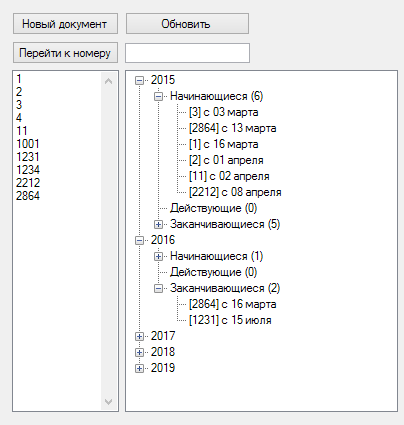 Новый документ
Обновить
Перейти к номеру
1
2
3
4
11
1001
1231
1234
2212
2864
2015
Начинающиеся (6)
[3] с 03 марта
[2864] с 13 марта
[1] с 16 марта
[2] с 01 апреля
[11] с 02 апреля
[2212] с 08 апреля
Действующие (0)
Заканчивающиеся (5)
2016
Начинающиеся (1)
Действующие (0)
Заканчивающиеся (2)
[2864] с 16 марта
[1231] с 15 июля
2017
2018
2019